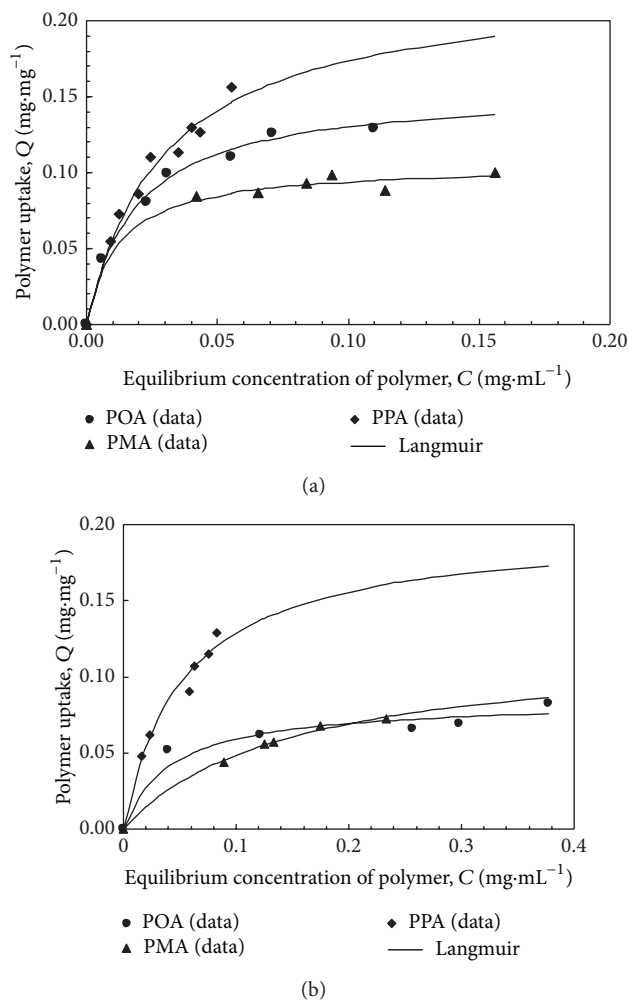 0.20
0.15
0.10
0.05
0.00
Polymer uptake, Q (mg·mg⁻¹)
0.00 0.05 0.10 0.15 0.20
Equilibrium concentration of polymer, C (mg·mL⁻¹)
POA (data) PPA (data)
PMA (data) Langmuir
(a)
0.20
0.15
0.10
0.05
0.00
Polymer uptake, Q (mg·mg⁻¹)
0 0.1 0.2 0.3 0.4
Equilibrium concentration of polymer, C (mg·mL⁻¹)
POA (data) PPA (data)
PMA (data) Langmuir
(b)